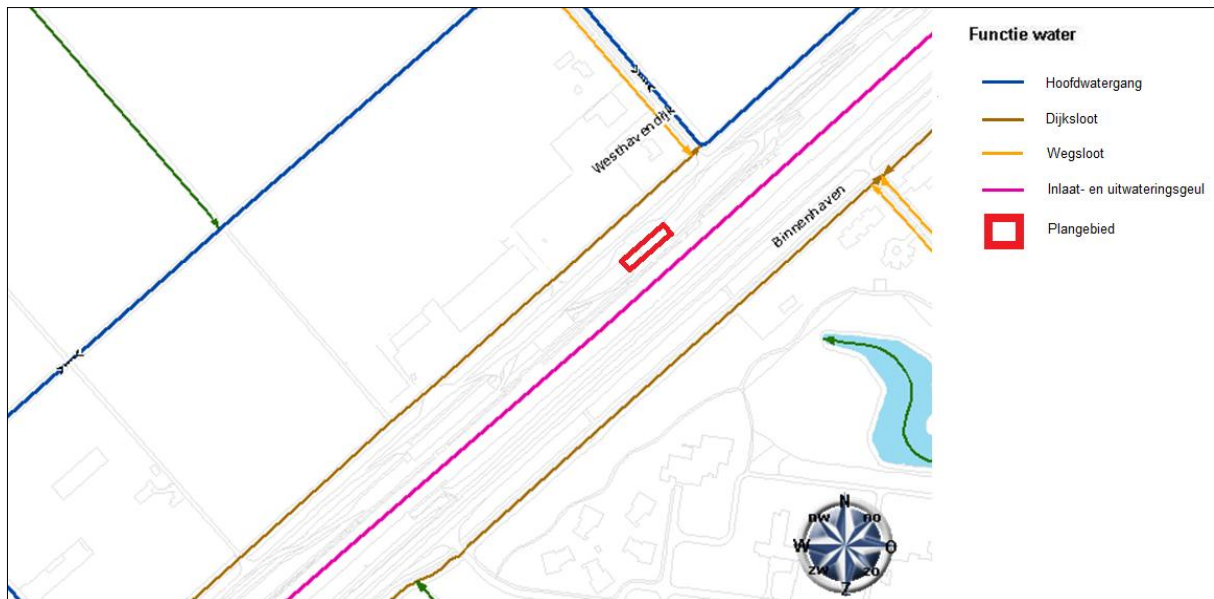 Functie water
Hoofdwatergang
Dijksloot
Wegsloot
Inlaat- en uitwateringsgeul
Plangebied
Westhavendijk
Binnenhaven
N
nw
no
W
O
zw
zo
Z